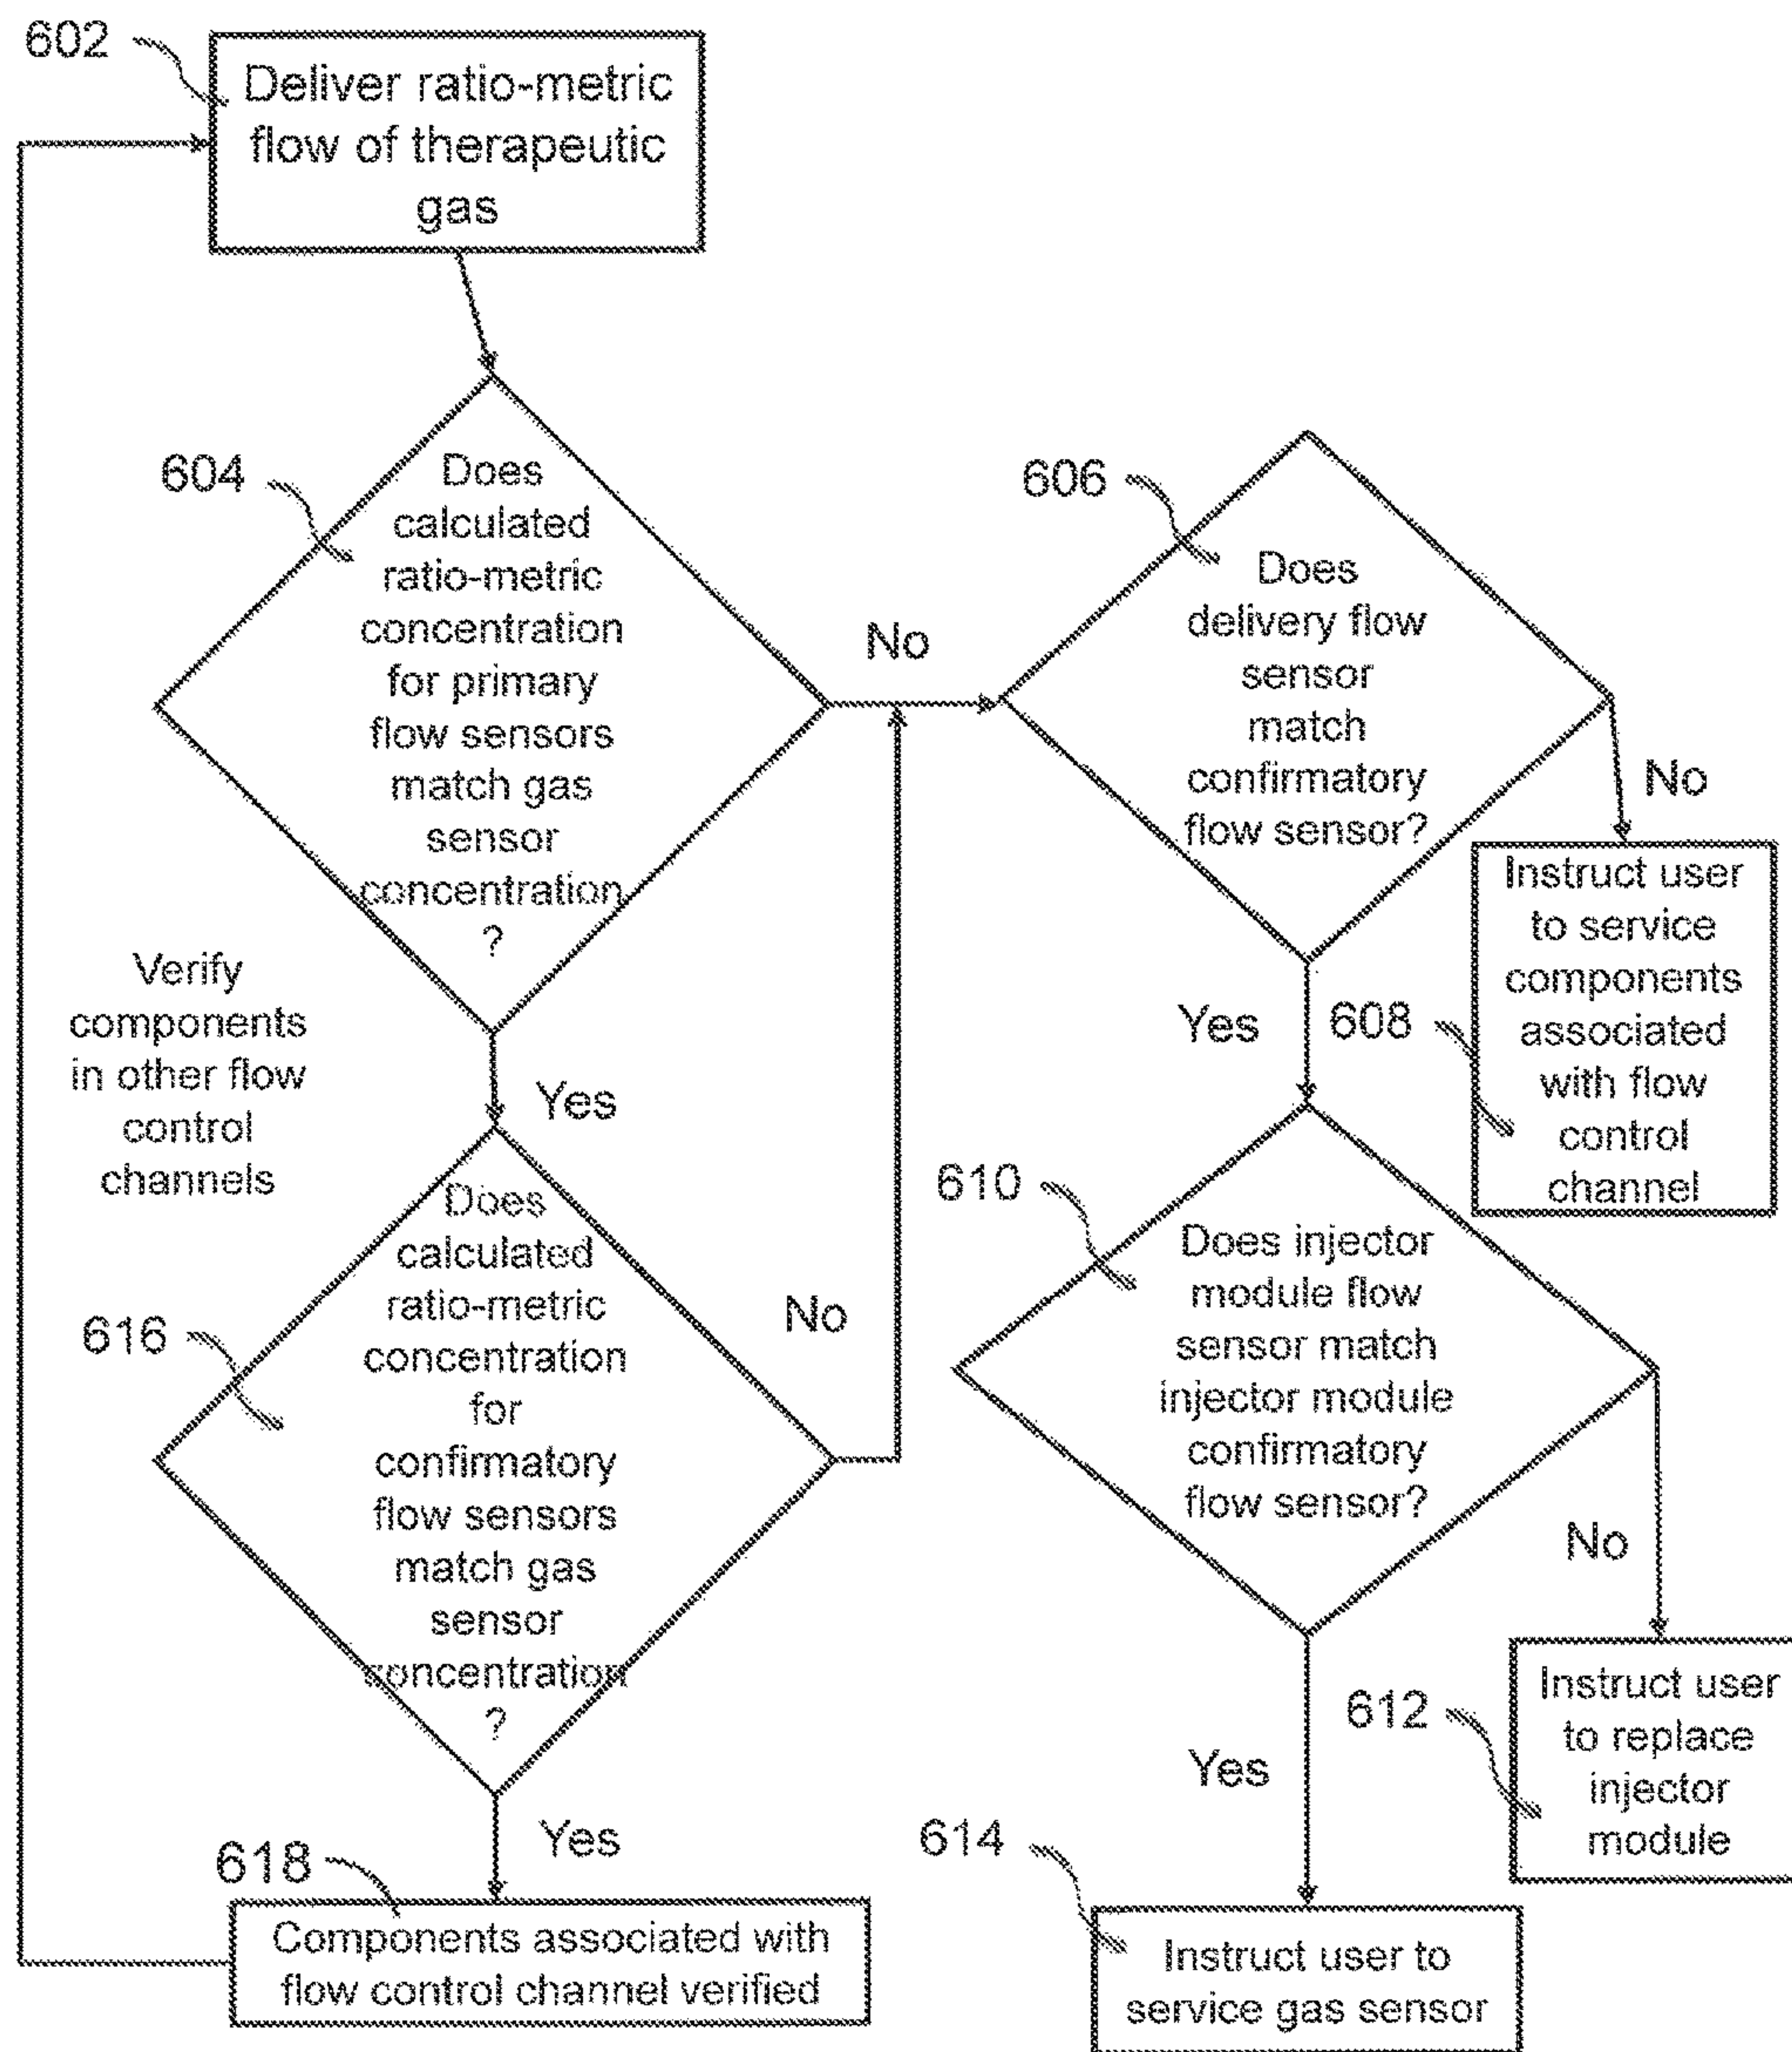 602
Deliver ratio-metric
flow of therapeutic
gas
604
Does
calculated
ratio-metric
concentration
for primary
flow sensors
match gas
sensor
concentration
?
No
606
Does
delivery flow
sensor
match
confirmatory
flow sensor?
No
Instruct user
to service
components
associated
with flow
control
channel
608
Yes
Verify
components
in other flow
control
channels
Yes
616
Does
calculated
ratio-metric
concentration
for
confirmatory
flow sensors
match gas
sensor
concentration
?
No
610
Does injector
module flow
sensor match
injector module
confirmatory
flow sensor?
No
612
Instruct user
to replace
injector
module
Yes
614
Instruct user to
service gas sensor
Yes
618
Components associated with
flow control channel verified